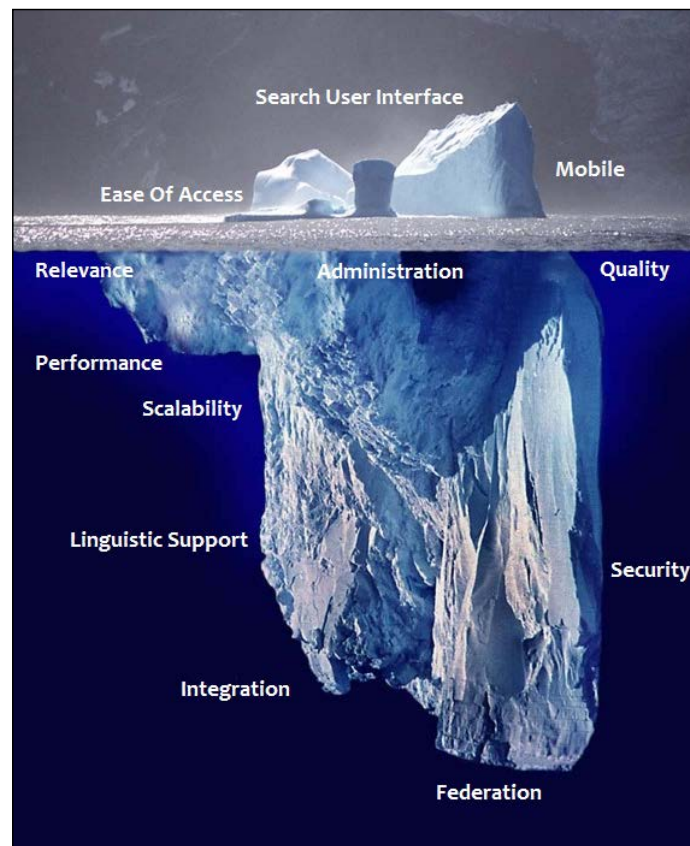 Search User Interface
Mobile
Ease Of Access
Relevance
Administration
Quality
Performance
Scalability
Linguistic Support
Security
Integration
Federation